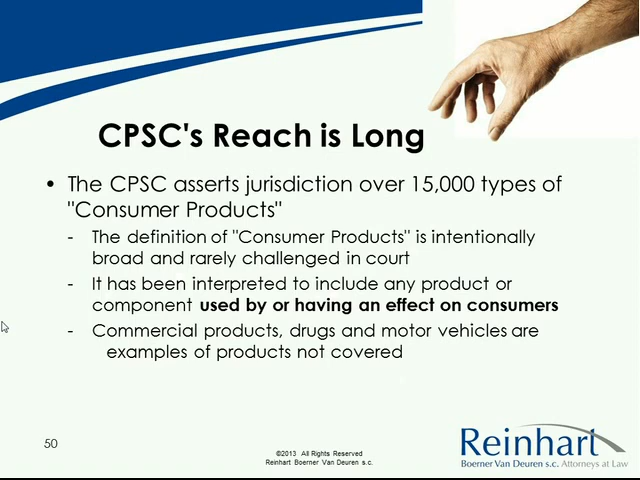 CPSC's Reach is Long
• The CPSC asserts jurisdiction over 15,000 types of
"Consumer Products"
- The definition of "Consumer Products" is intentionally
broad and rarely challenged in court
- It has been interpreted to include any product or
component used by or having an effect on consumers
- Commercial products, drugs and motor vehicles are
examples of products not covered
50
©2013 All Rights Reserved
Reinhart Boerner Van Deuren s.c.
Reinhart
Boerner Van Deuren s.c. Attorneys at Law